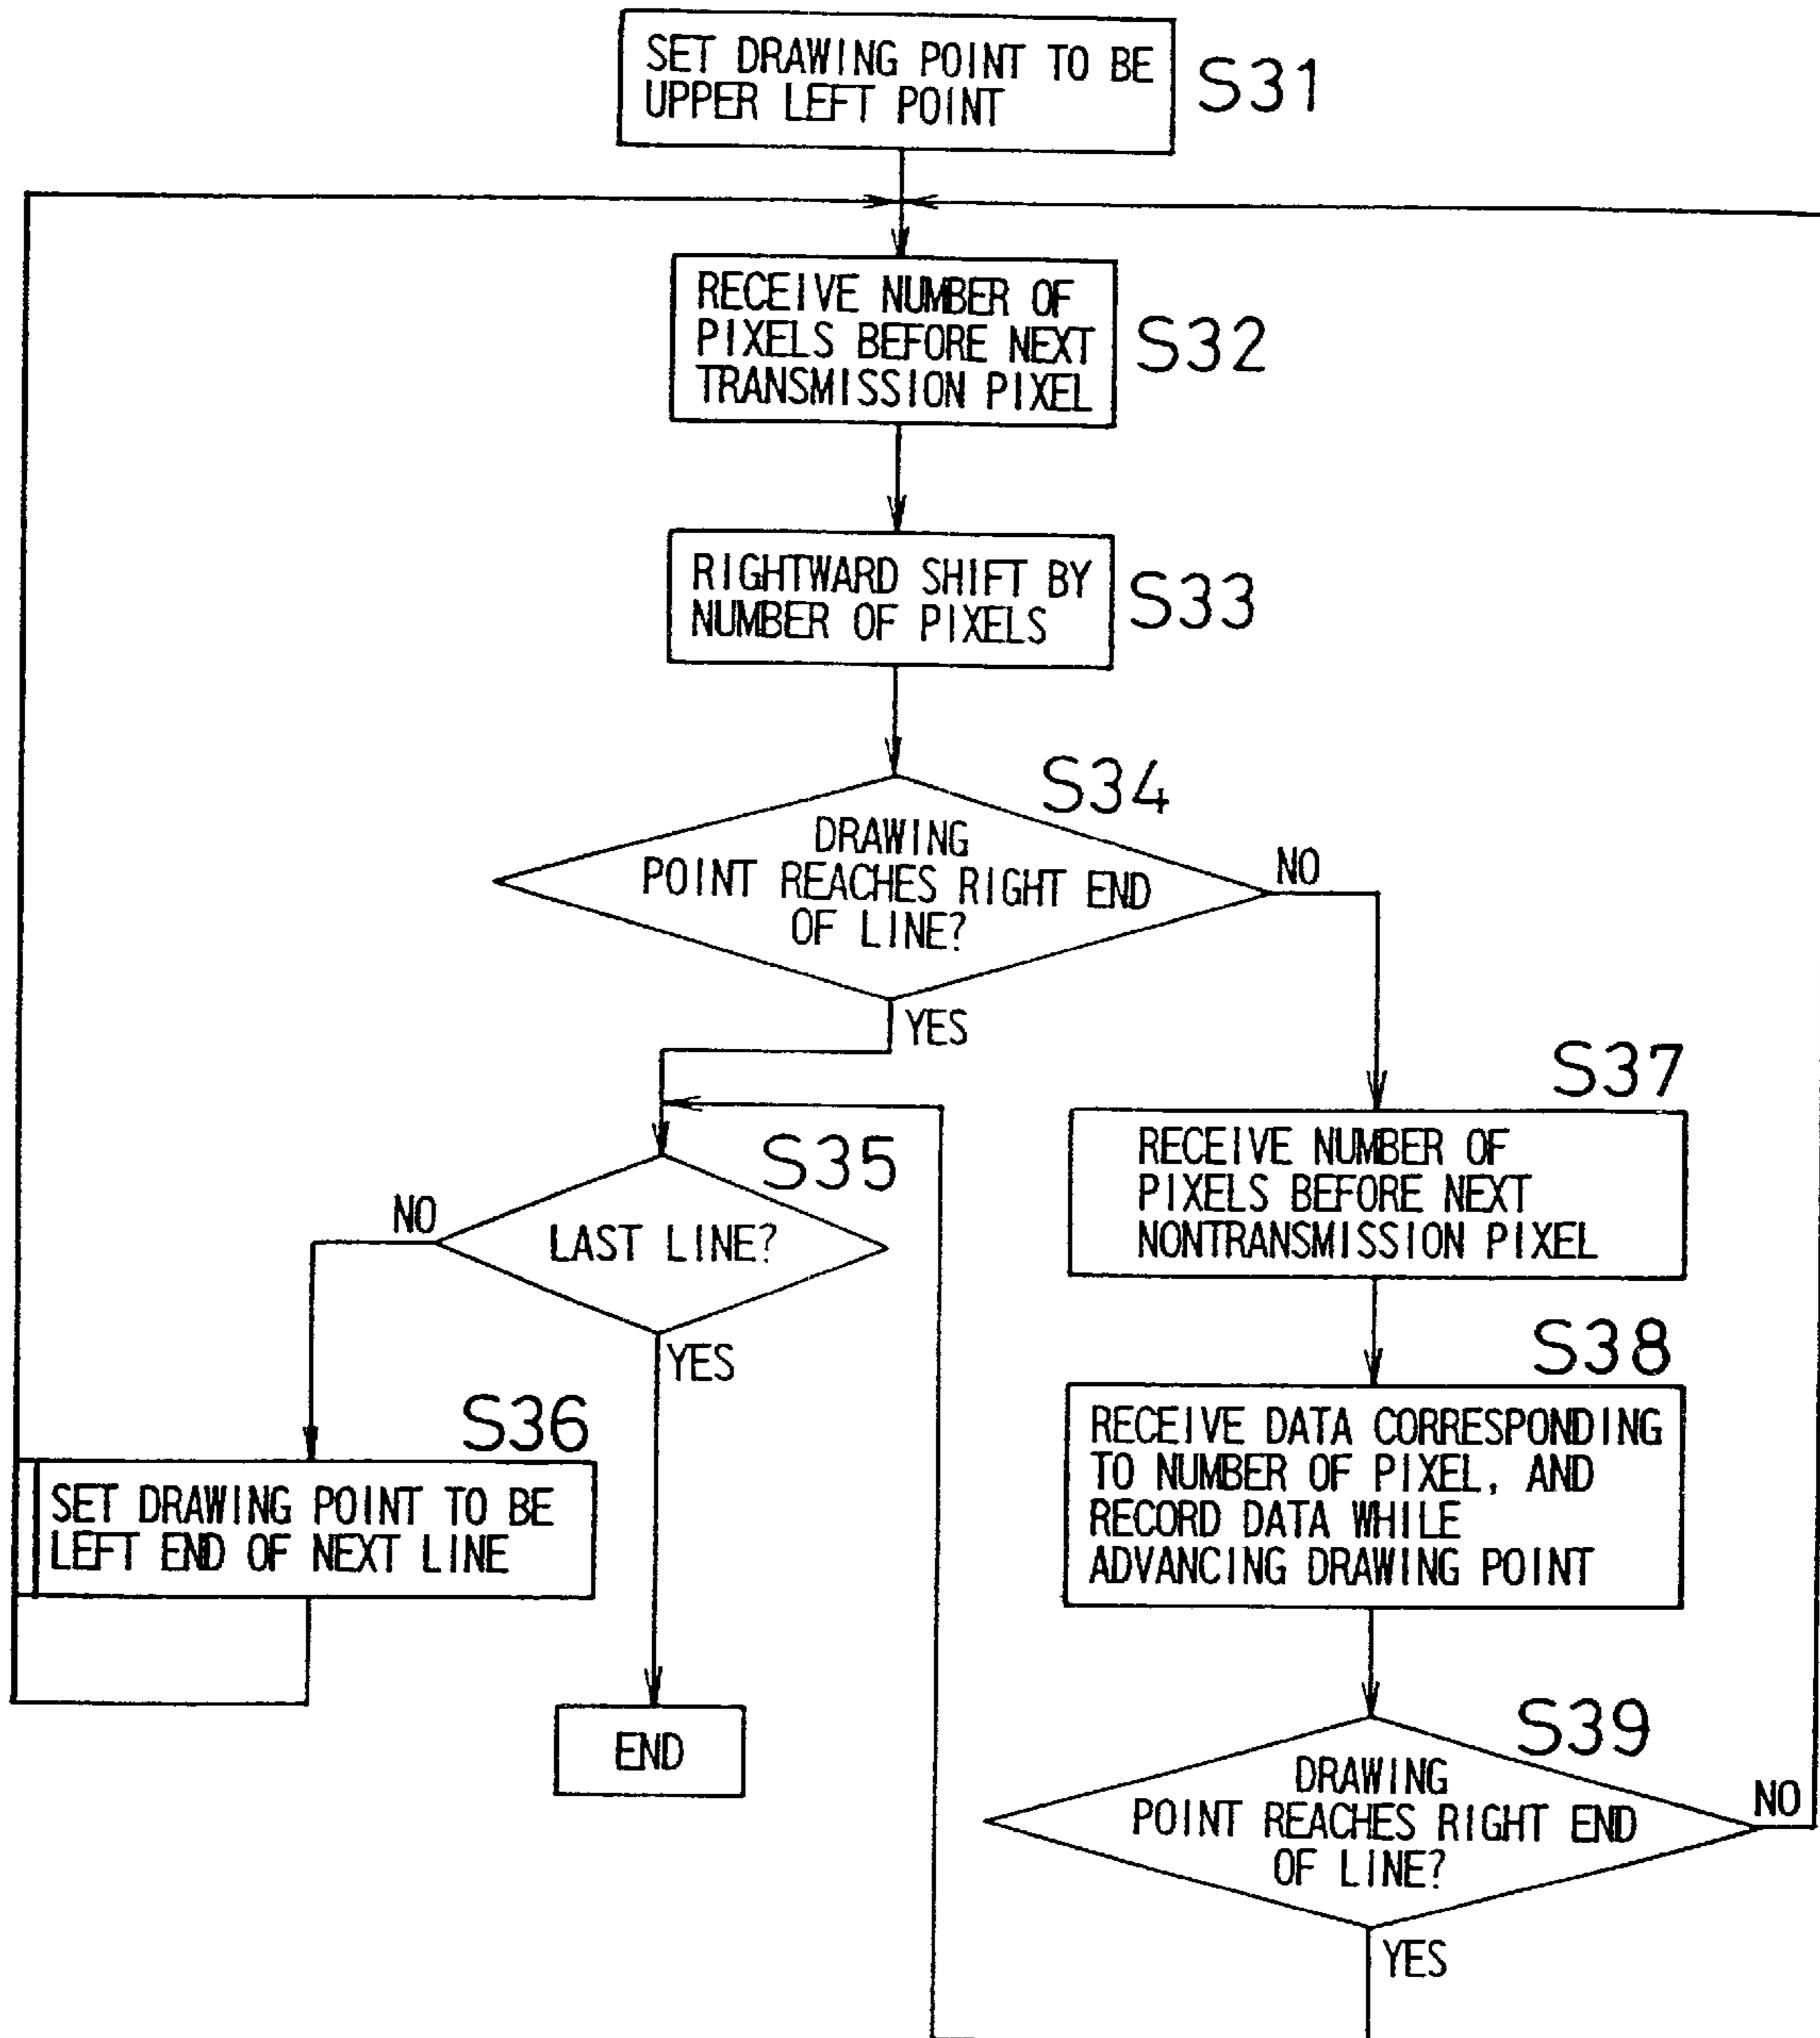 SET DRAWING POINT TO BE
UPPER LEFT POINT
S31
RECEIVE NUMBER OF
PIXELS BEFORE NEXT
TRANSMISSION PIXEL
S32
RIGHTWARD SHIFT BY
NUMBER OF PIXELS
S33
S34
DRAWING
POINT REACHES RIGHT END
OF LINE?
NO
YES
S35
LAST LINE?
NO
YES
S36
SET DRAWING POINT TO BE
LEFT END OF NEXT LINE
END
S37
RECEIVE NUMBER OF
PIXELS BEFORE NEXT
NONTRANSMISSION PIXEL
S38
RECEIVE DATA CORRESPONDING
TO NUMBER OF PIXEL, AND
RECORD DATA WHILE
ADVANCING DRAWING POINT
S39
DRAWING
POINT REACHES RIGHT END
OF LINE?
NO
YES